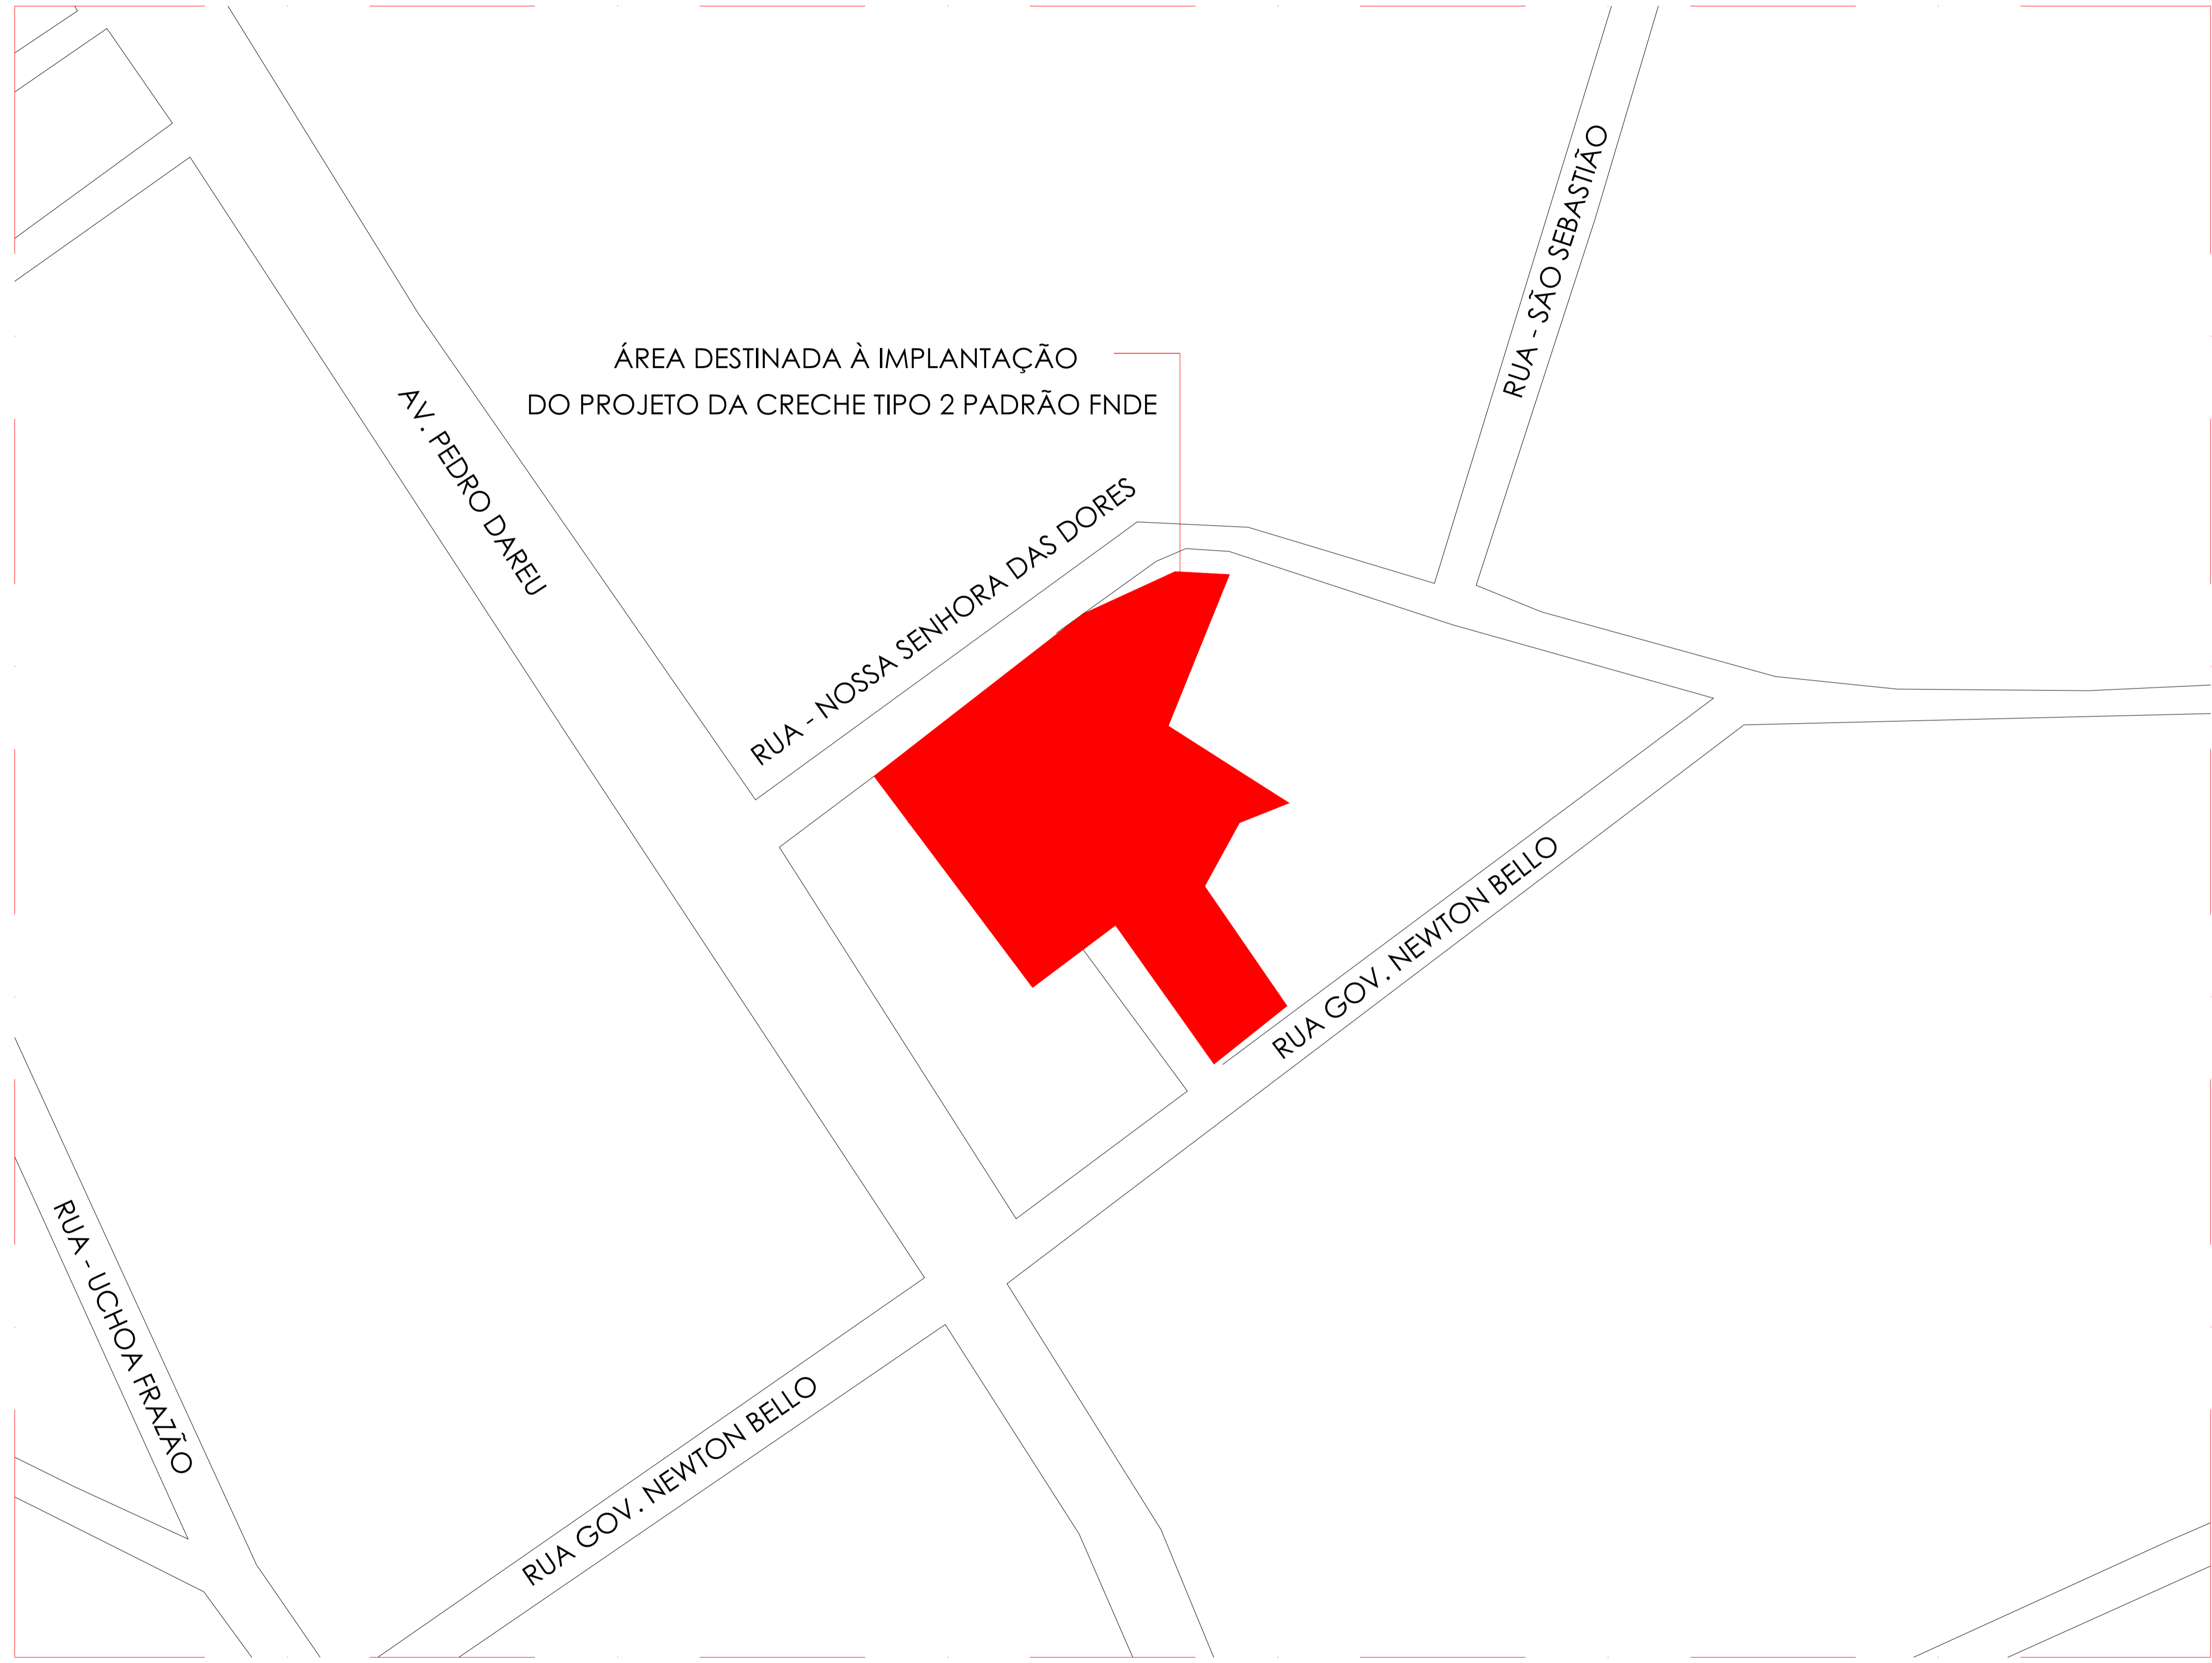 RUA - SÃO SEBASTIÃO
ÁREA DESTINADA À IMPLANTAÇÃO
DO PROJETO DA CRECHE TIPO 2 PADRÃO FNDE
AV. PEDRO DAREU
RUA - NOSSA SENHORA DAS DORES
RUA GOV. NEWTON BELLO
RUA - UCHOA FRAZÃO
RUA GOV. NEWTON BELLO